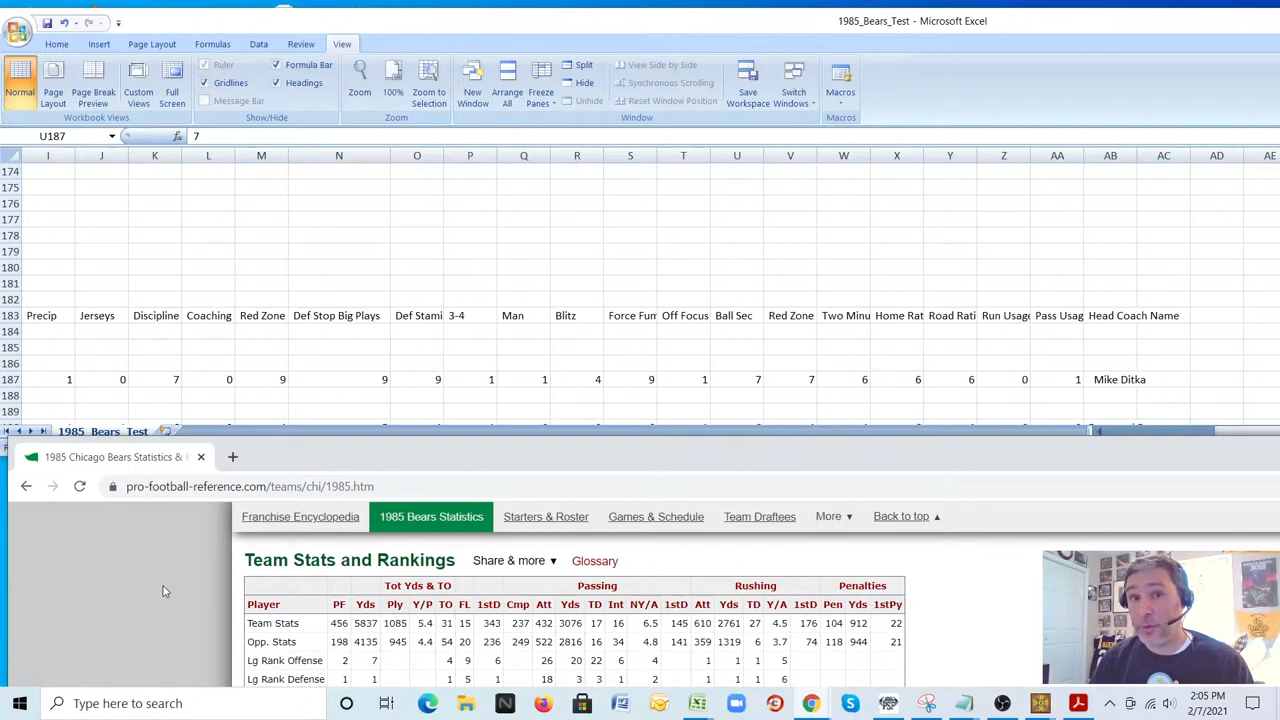 1985_Bears_Test - Microsoft Excel
Home Insert Page Layout Formulas Data Review View
Normal Page Layout Page Break Preview Custom Views Full Screen
Ruler Formula Bar
Gridlines Headings
Message Bar
Zoom 100% Zoom to Selection
New Window Arrange All Freeze Panes
Split
Hide
Unhide
View Side by Side
Synchronous Scrolling
Reset Window Position
Save Workspace Switch Windows Macros
Workbook Views Show/Hide Zoom Window Macros
U187 fx 7
I J K L M N O P Q R S T U V W X Y Z AA AB AC AD AE
174
175
176
177
178
179
180
181
182
183 Precip Jerseys Discipline Coaching Red Zone Def Stop Big Plays Def Stami 3-4 Man Blitz Force Fum Off Focus Ball Sec Red Zone Two Minu Home Rat Road Rati Run Usage Pass Usag Head Coach Name
184
185
186
187 1 0 7 0 9 9 9 1 1 4 9 1 7 7 6 6 6 0 1 Mike Ditka
188
189
1985_Bears_Test
1985 Chicago Bears Statistics &
pro-football-reference.com/teams/chi/1985.htm
Franchise Encyclopedia 1985 Bears Statistics Starters & Roster Games & Schedule Team Draftees More ▼ Back to top ▲
Team Stats and Rankings Share & more ▼ Glossary
Tot Yds & TO Passing Rushing Penalties
Player PF Yds Ply Y/P TO FL 1stD Cmp Att Yds TD Int NY/A 1stD Att Yds TD Y/A 1stD Pen Yds 1stPy
Team Stats 456 5837 1085 5.4 31 15 343 237 432 3076 17 16 6.5 145 610 2761 27 4.5 176 104 912 22
Opp. Stats 198 4135 945 4.4 54 20 236 249 522 2816 16 34 4.8 141 359 1319 6 3.7 74 118 944 21
Lg Rank Offense 2 7 4 9 6 26 20 22 6 4 1 1 1 5
Lg Rank Defense 1 1 1 5 1 18 3 3 1 2 1 1 1 6
Type here to search
5:05 PM
2/7/2021